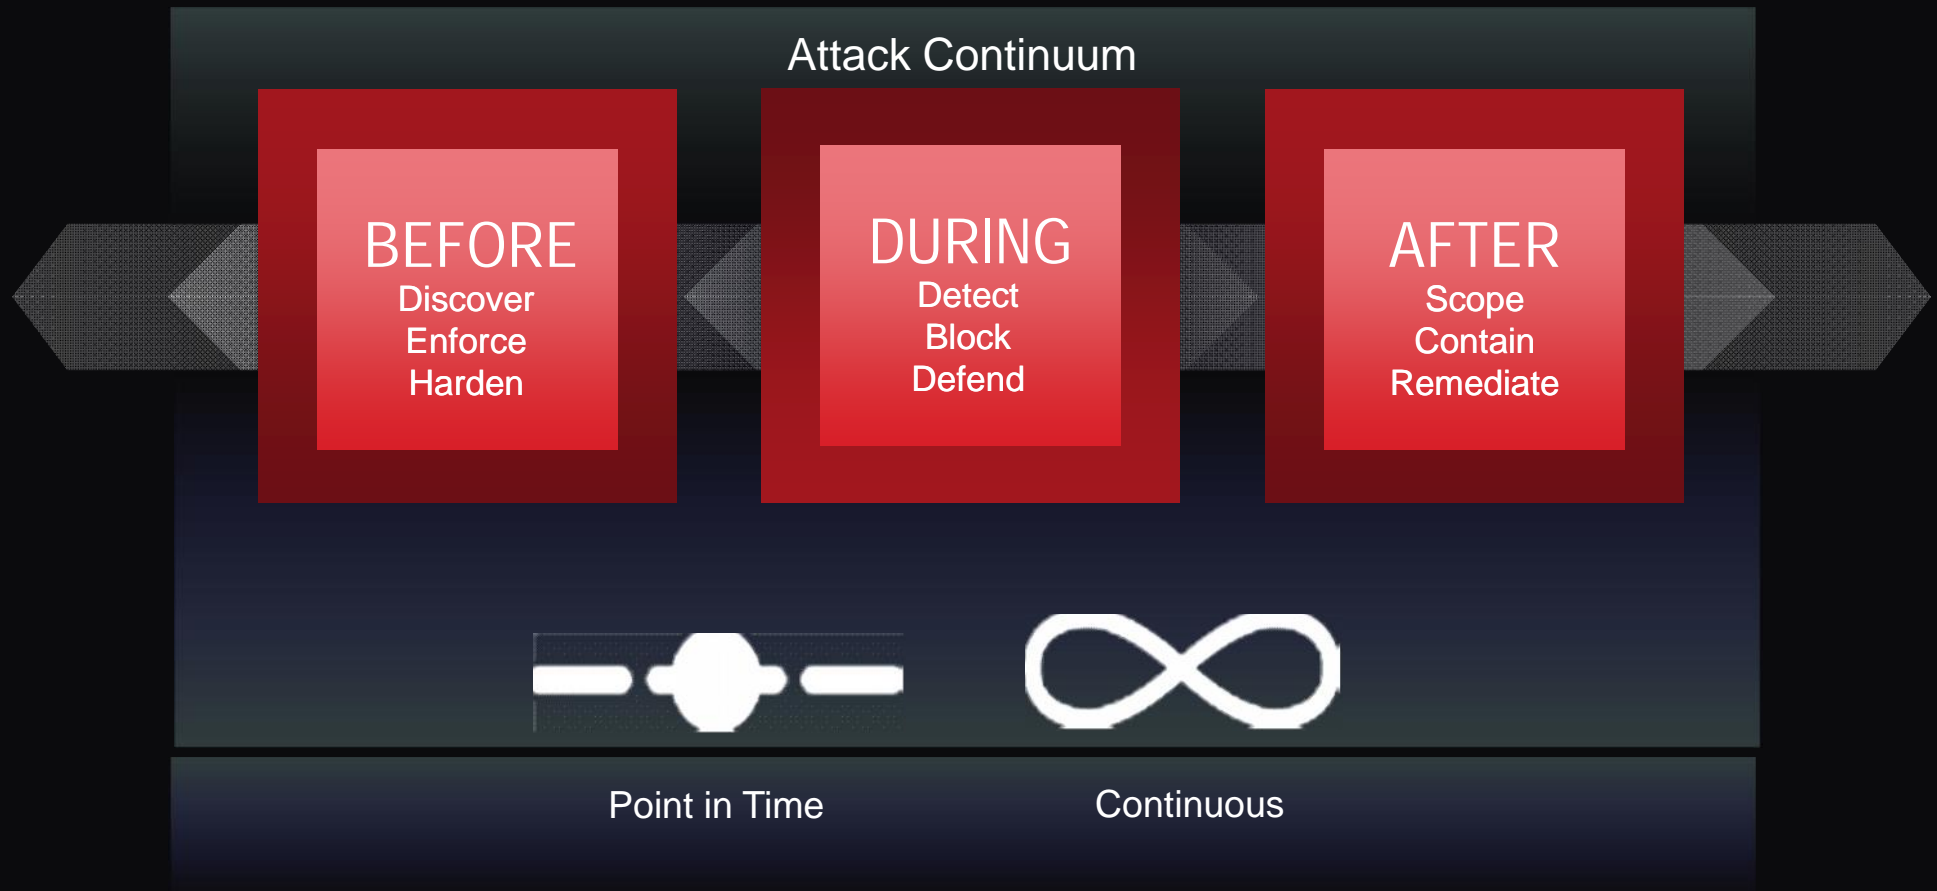 Attack Continuum
BEFORE
Discover
Enforce
Harden
DURING
Detect
Block
Defend
AFTER
Scope
Contain
Remediate
Point in Time
Continuous